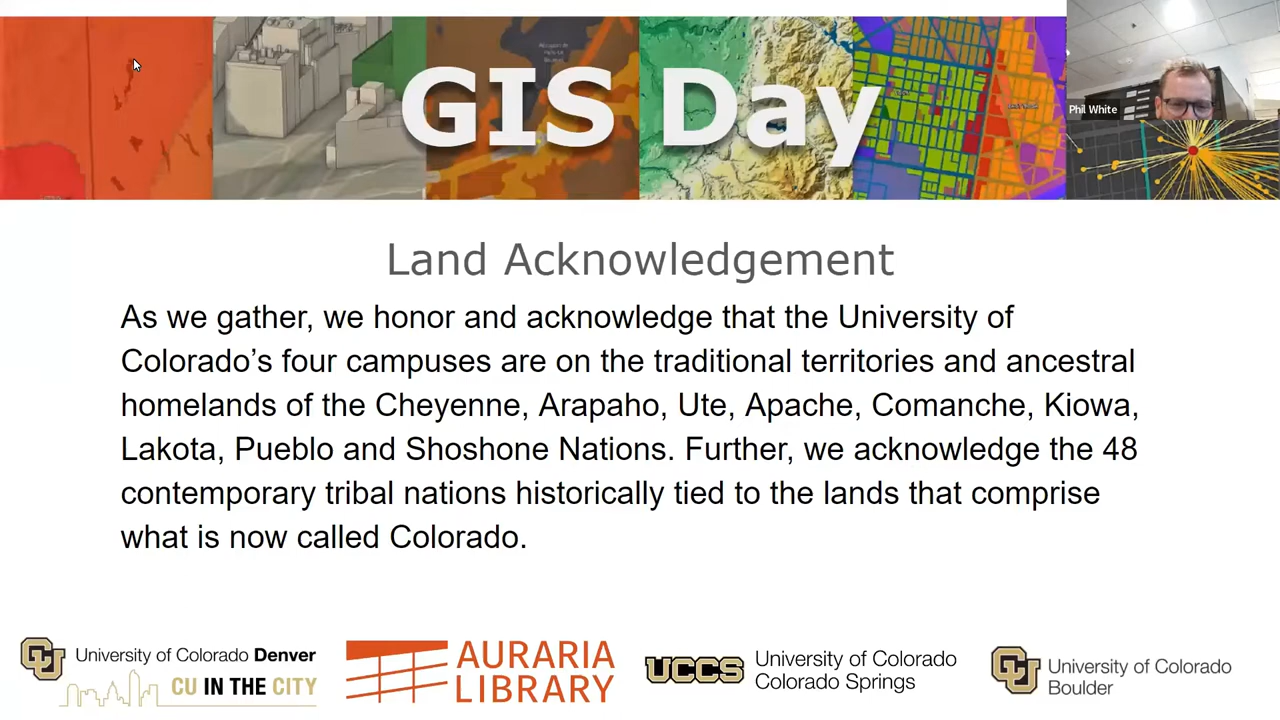 GIS Day
Phil White
Land Acknowledgement
As we gather, we honor and acknowledge that the University of
Colorado’s four campuses are on the traditional territories and ancestral
homelands of the Cheyenne, Arapaho, Ute, Apache, Comanche, Kiowa,
Lakota, Pueblo and Shoshone Nations. Further, we acknowledge the 48
contemporary tribal nations historically tied to the lands that comprise
what is now called Colorado.
CU
University of Colorado Denver
CU IN THE CITY
AURARIA
LIBRARY
UCCS
University of Colorado
Colorado Springs
CU
University of Colorado
Boulder